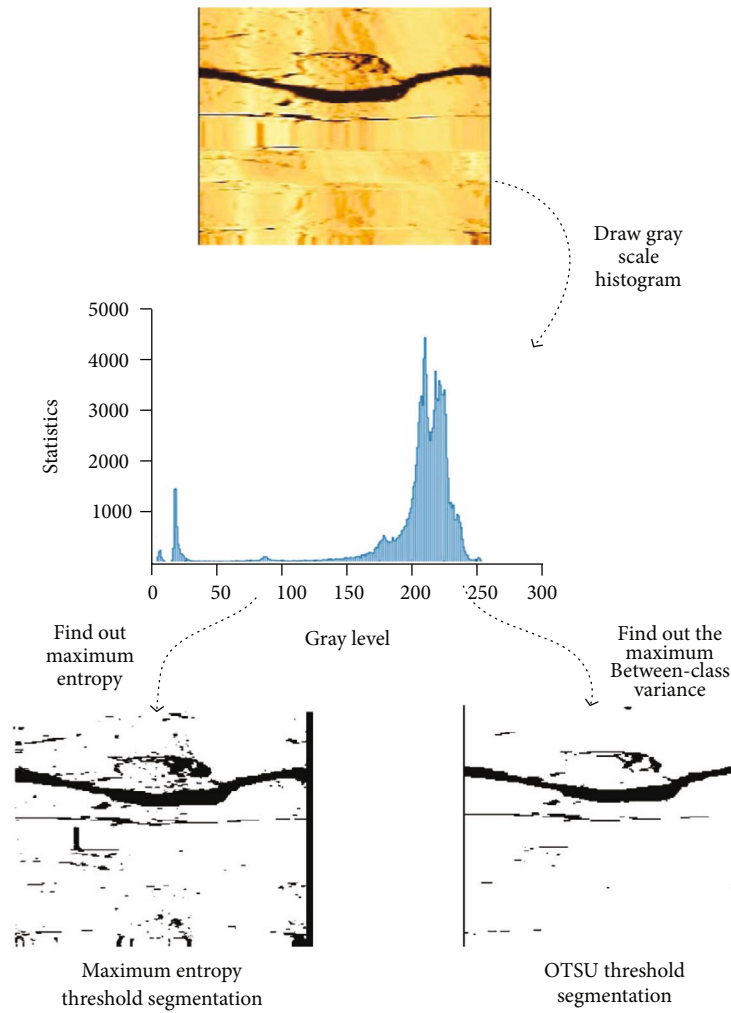 Draw gray
scale
histogram
5000
4000
3000
2000
1000
Statistics
0 50 100 150 200 250 300
Gray level
Find out
maximum
entropy
Find out the
maximum
Between-class
variance
Maximum entropy
threshold segmentation
OTSU threshold
segmentation